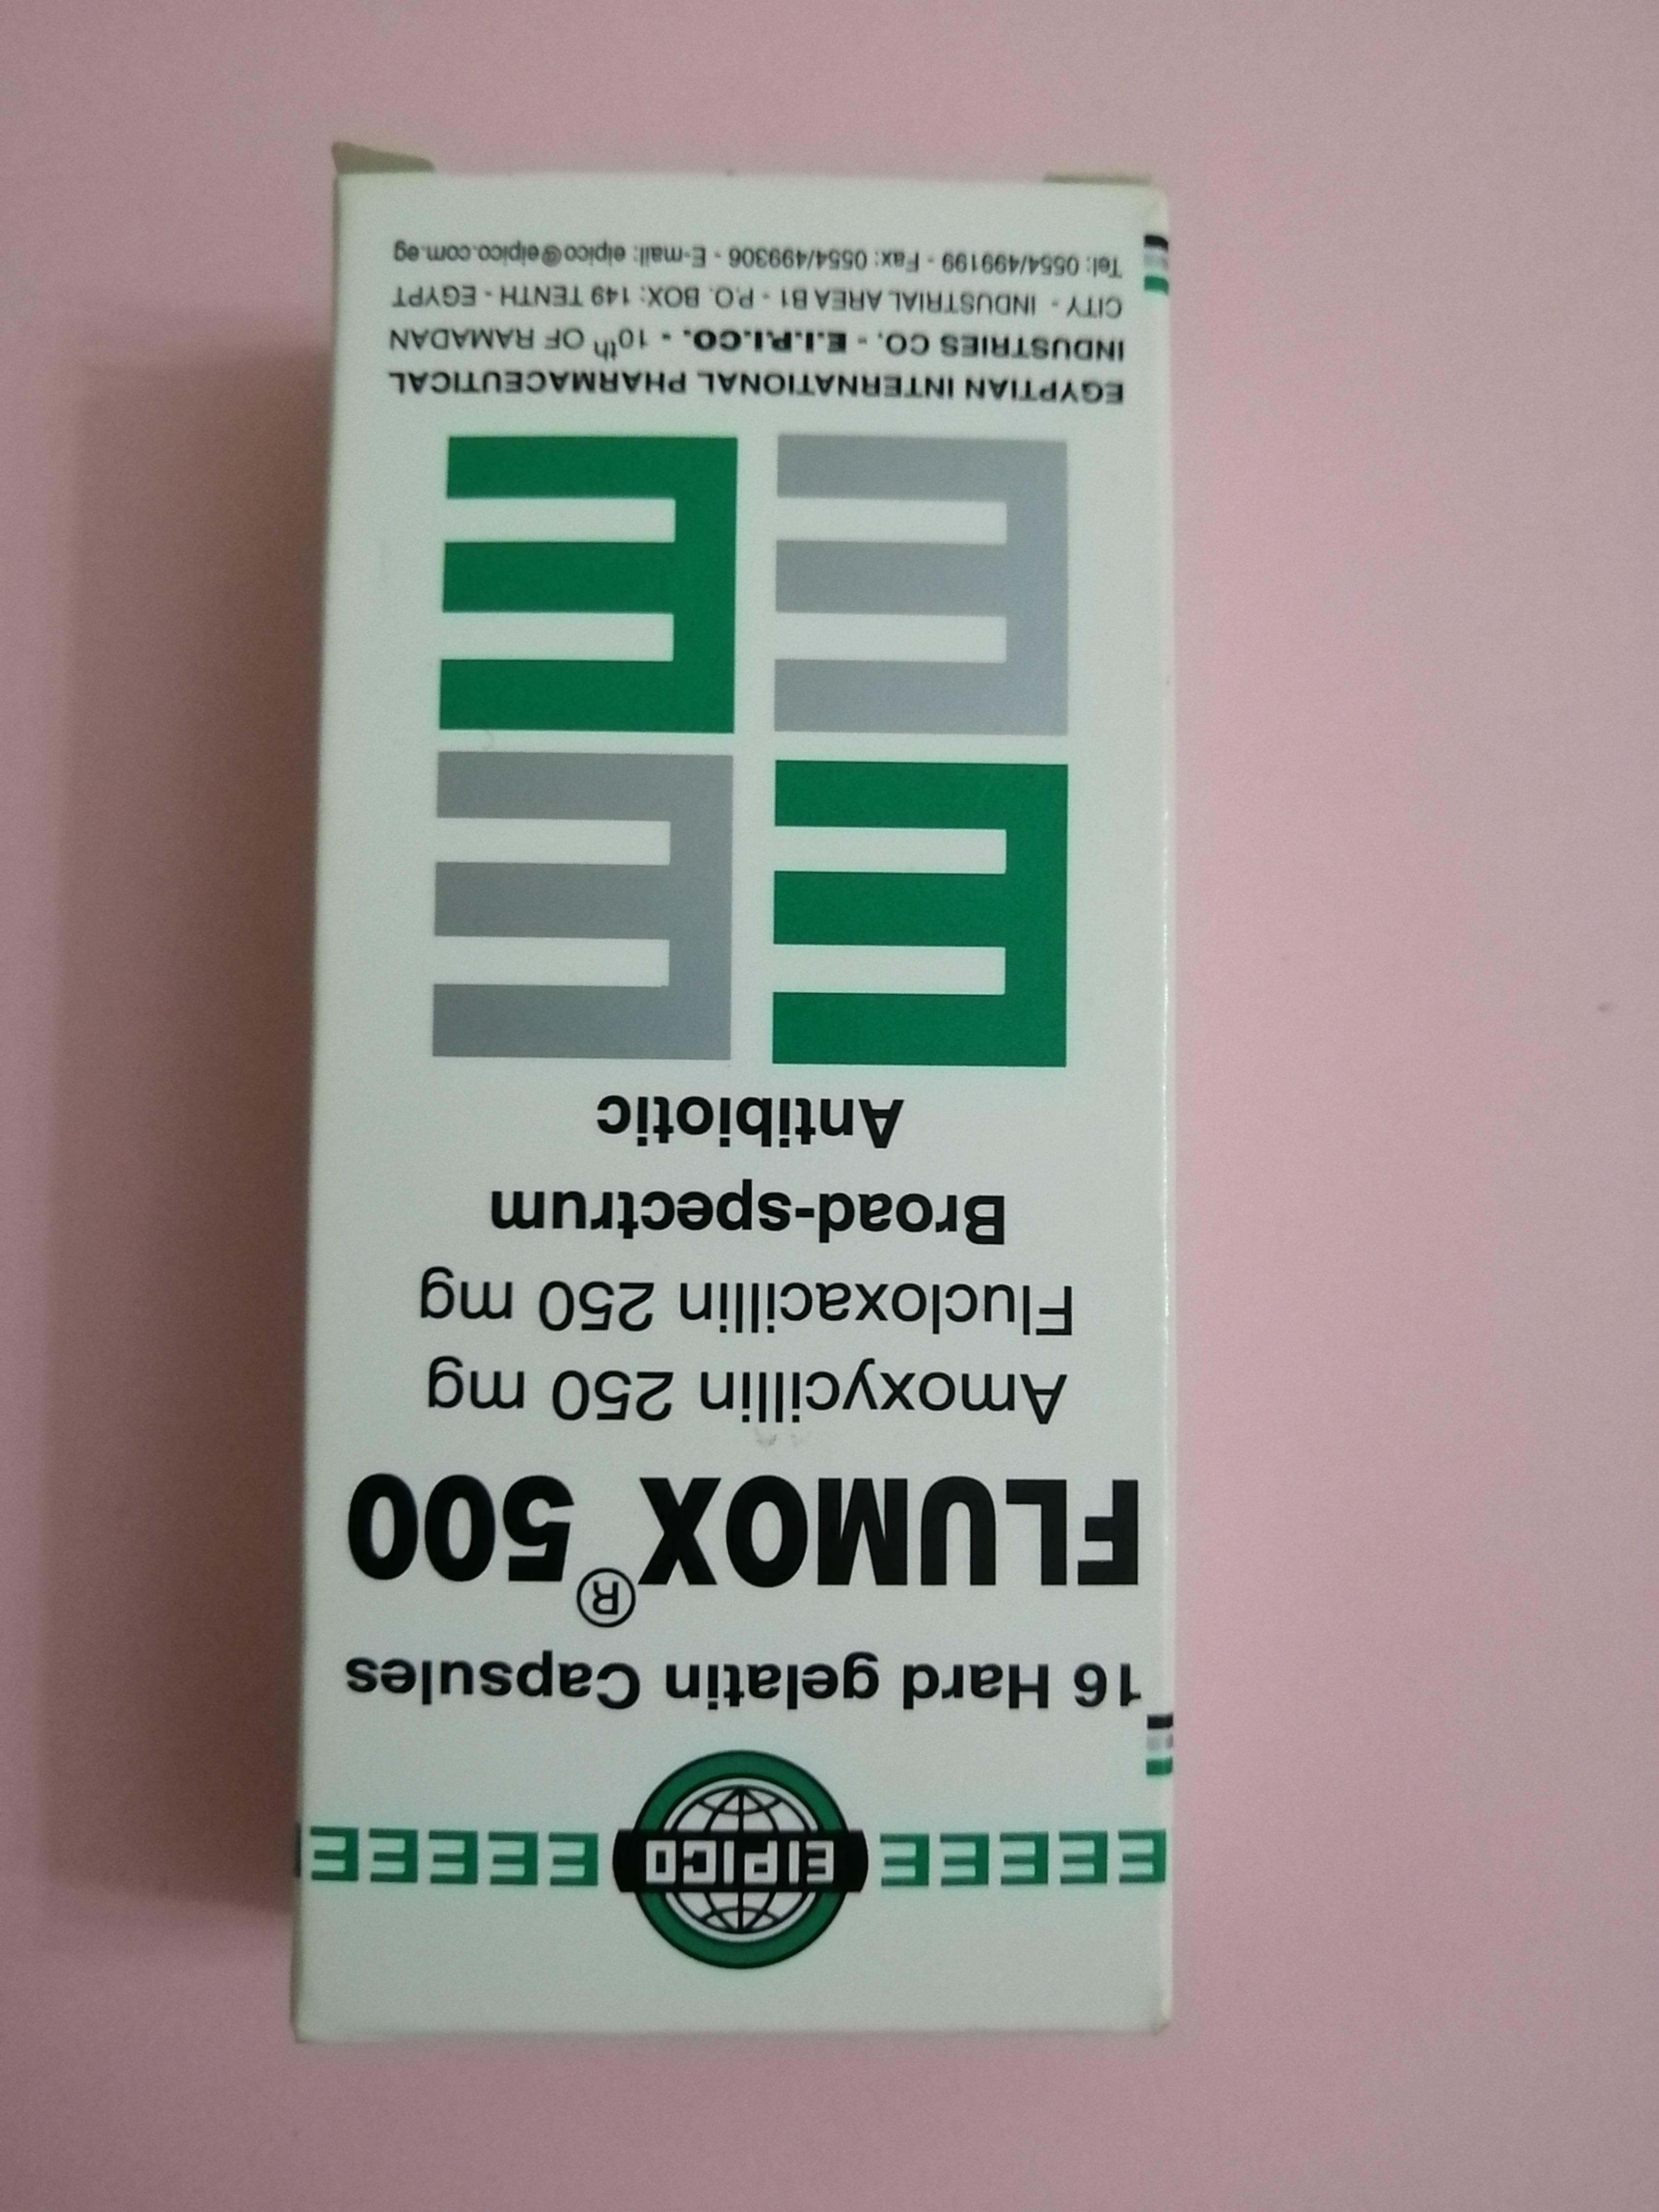 EEEEE EIPICO EEEEE
16 Hard gelatin Capsules
FLUMOX® 500
Amoxycillin 250 mg
Flucloxacillin 250 mg
Broad-spectrum
Antibiotic
EGYPTIAN INTERNATIONAL PHARMACEUTICAL
INDUSTRIES CO. - E.I.P.I.CO. - 10th OF RAMADAN
CITY - INDUSTRIAL AREA B1 - P.O. BOX: 149 TENTH - EGYPT
Tel: 0554/499199 - Fax: 0554/499306 - E-mail: eipico@eipico.com.eg